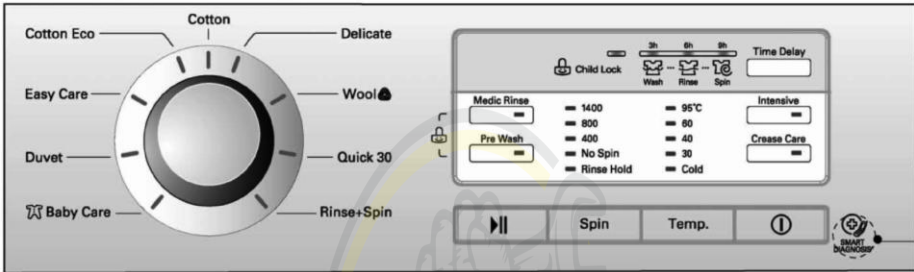 Cotton
Cotton Eco
Delicate
Easy Care
Wool
Duvet
Quick 30
Baby Care
Rinse+Spin
3h 6h 9h
Child Lock
Wash Rinse Spin
Time Delay
Medic Rinse
Pre Wash
1400
800
400
No Spin
Rinse Hold
95°C
60
40
30
Cold
Intensive
Crease Care
Spin
Temp.
SMART
DIAGNOSIS